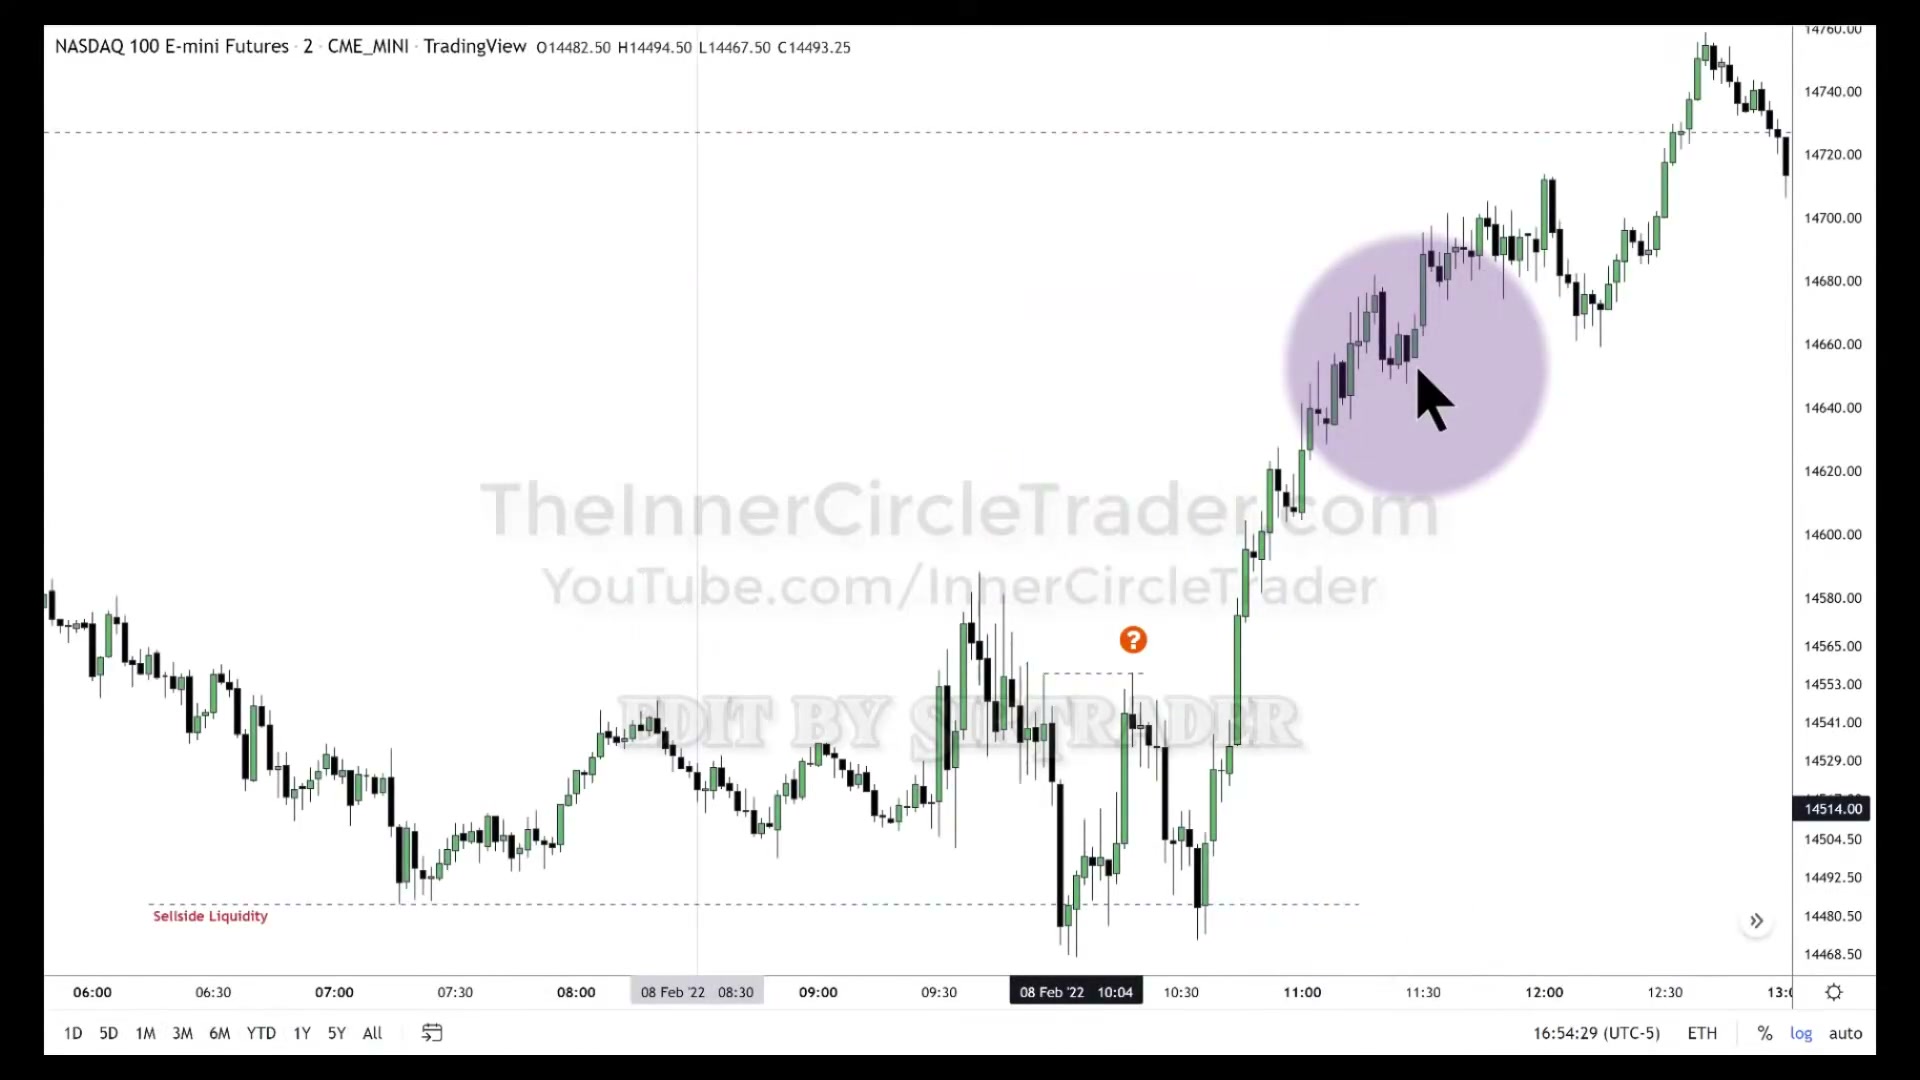 NASDAQ 100 E-mini Futures · 2 · CME_MINI · TradingView O14482.50 H14494.50 L14467.50 C14493.25
14760.00
14740.00
14720.00
14700.00
14680.00
14660.00
14640.00
14620.00
TheInnerCircleTrader.com
14600.00
YouTube.com/InnerCircleTrader
14580.00
?
14565.00
14553.00
EDIT BY
14541.00
14529.00
14514.00
14504.50
14492.50
Sellside Liquidity
14480.50
14468.50
06:00 06:30 07:00 07:30 08:00 08 Feb '22 08:30 09:00 09:30 08 Feb '22 10:04 10:30 11:00 11:30 12:00 12:30 13:0
1D 5D 1M 3M 6M YTD 1Y 5Y All 16:54:29 (UTC-5) ETH % log auto